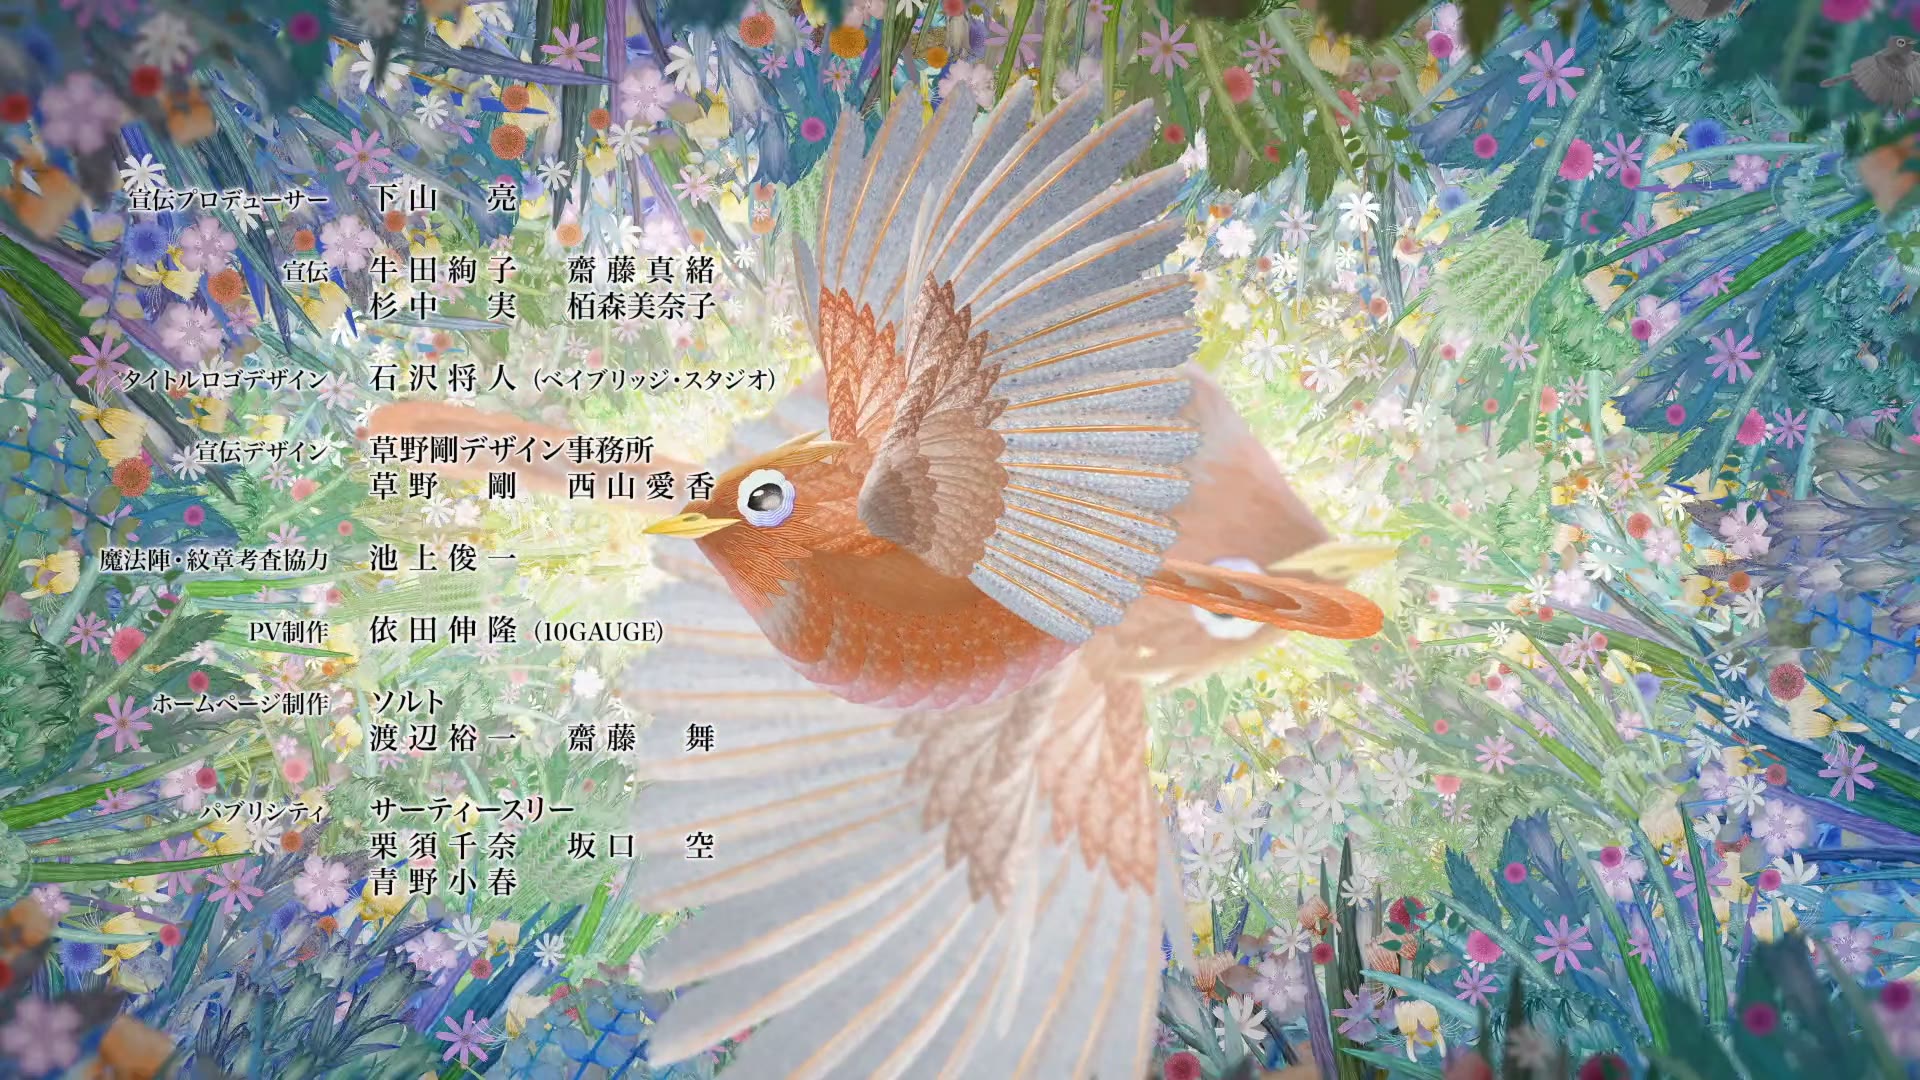 宣伝プロデューサー 下山 亮
宣伝 牛田絢子 齋藤真緒
杉中 実 栢森美奈子
タイトルロゴデザイン 石沢将人（ベイブリッジ・スタジオ）
宣伝デザイン 草野剛デザイン事務所
草野 剛 西山愛香
魔法陣・紋章考査協力 池上俊一
PV制作 依田伸隆（10GAUGE）
ホームページ制作 ソルト
渡辺裕一 齋藤 舞
パブリシティ サーティースリー
栗須千奈 坂口 空
青野小春